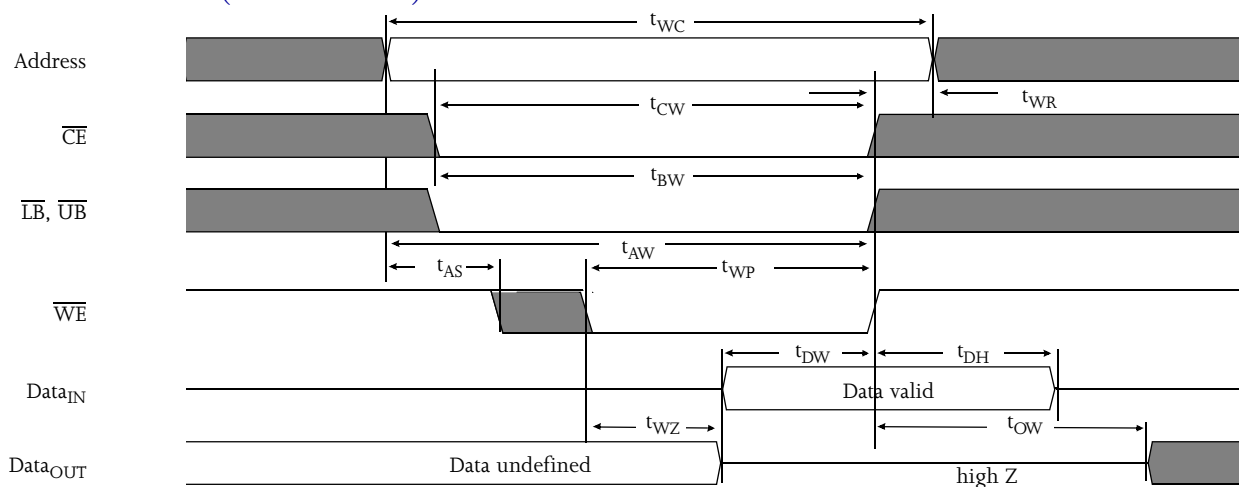 tWC
Address
tCW
tWR
CE
tBW
LB, UB
tAW
tAS
tWP
WE
tDW
tDH
DataIN
Data valid
tWZ
tOW
DataOUT
Data undefined
high Z